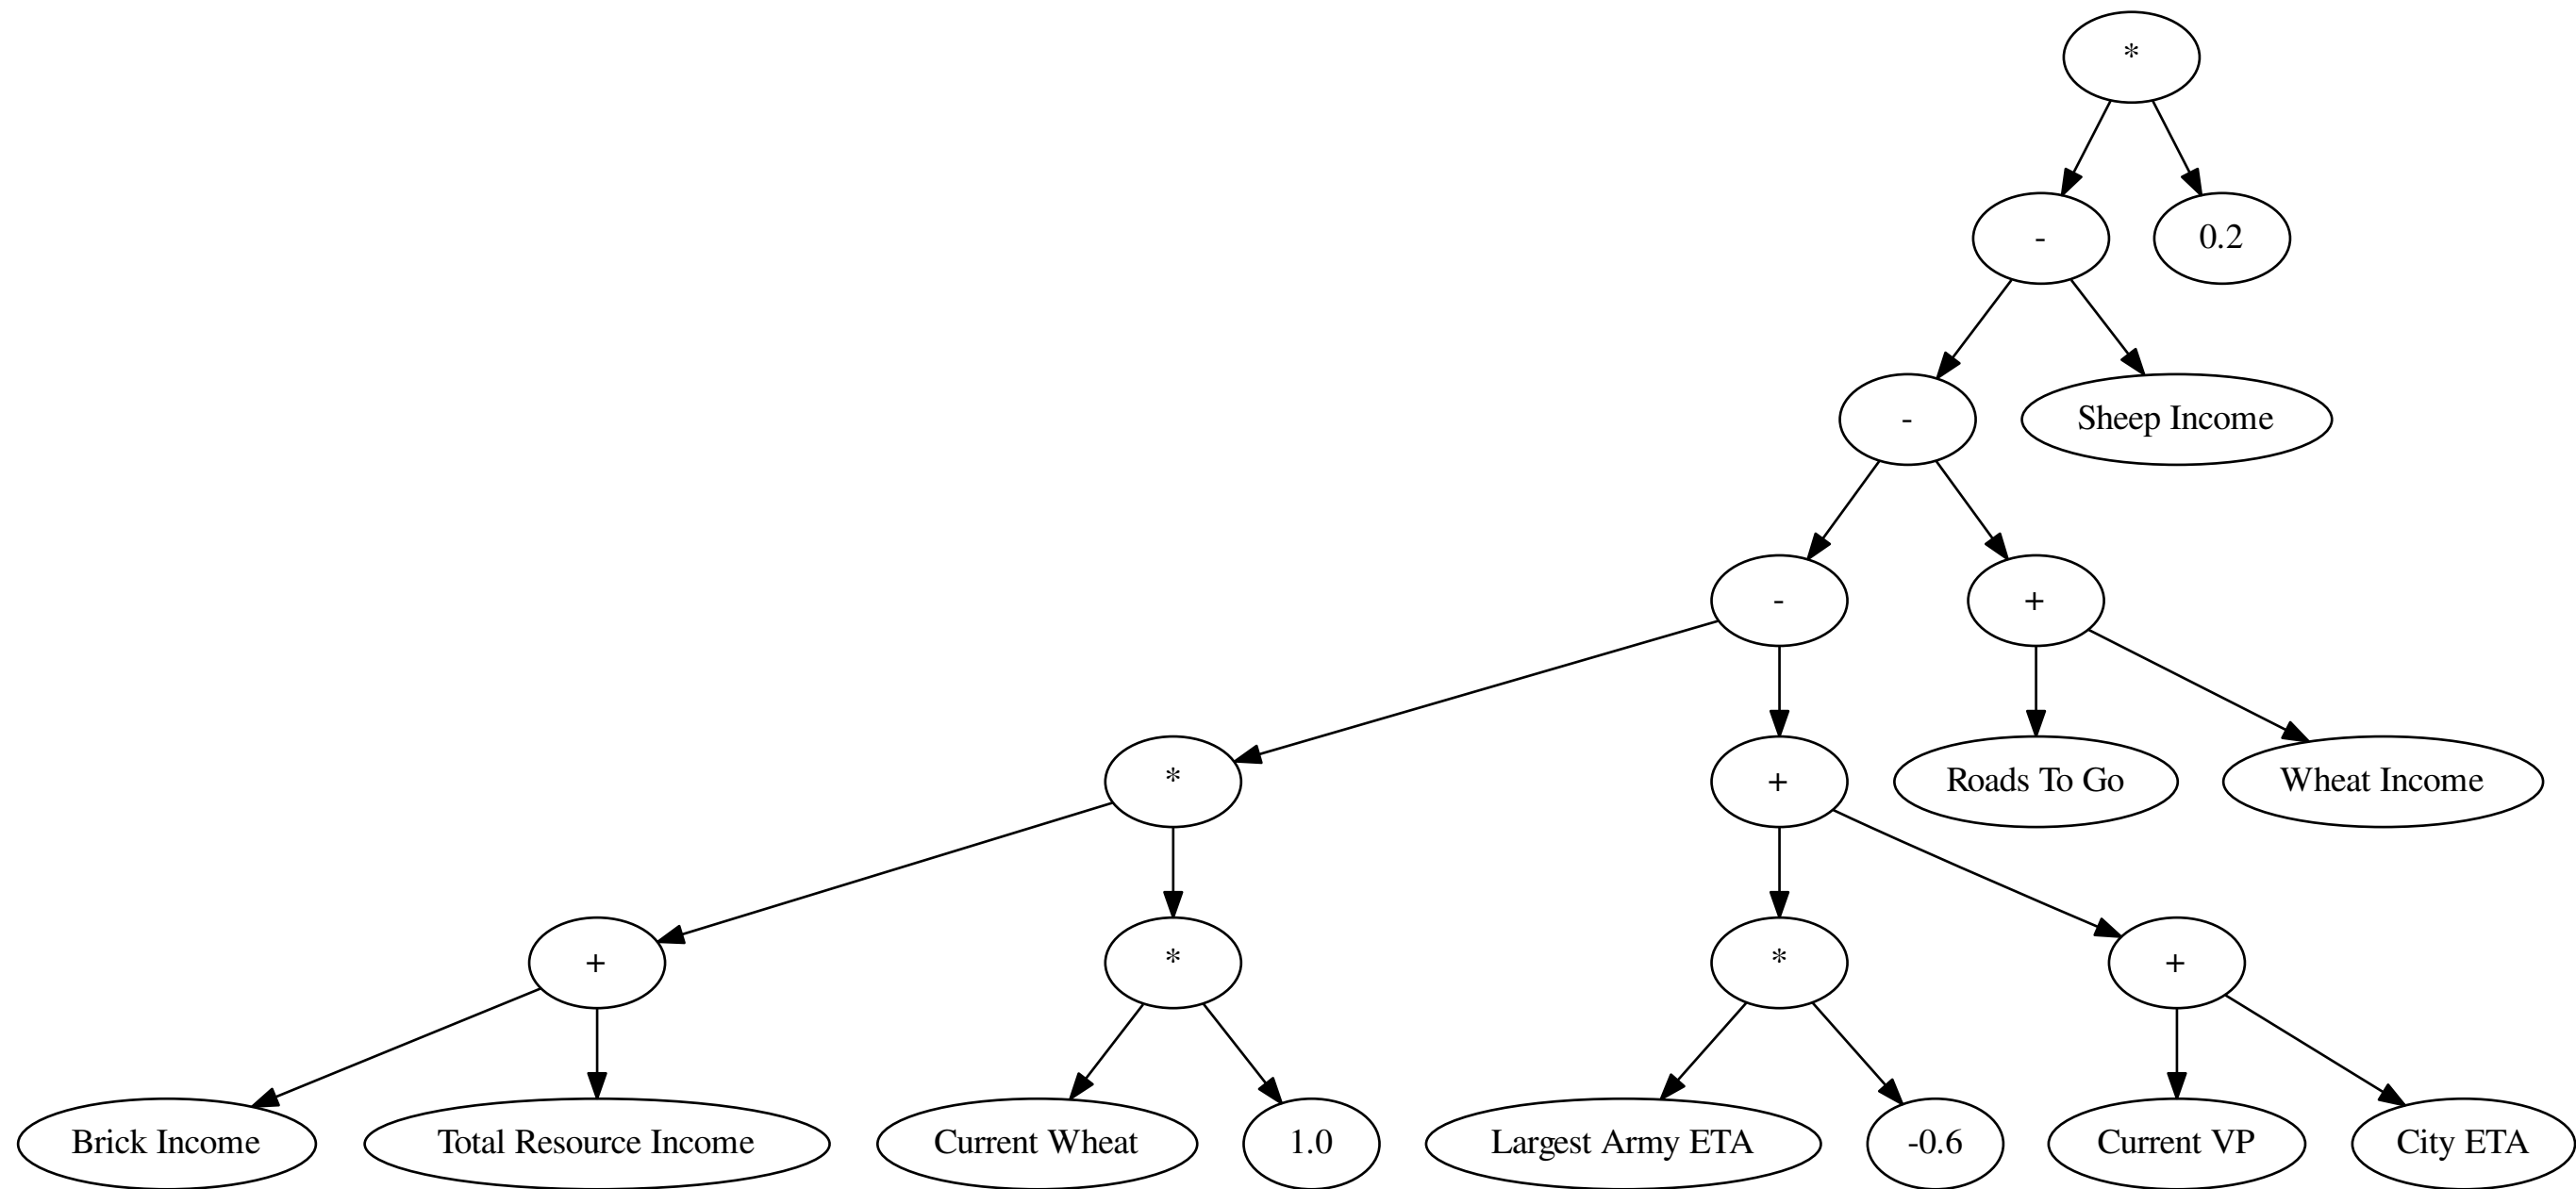 *
-
0.2
-
Sheep Income
-
+
*
+
Roads To Go
Wheat Income
+
*
*
+
Brick Income
Total Resource Income
Current Wheat
1.0
Largest Army ETA
-0.6
Current VP
City ETA